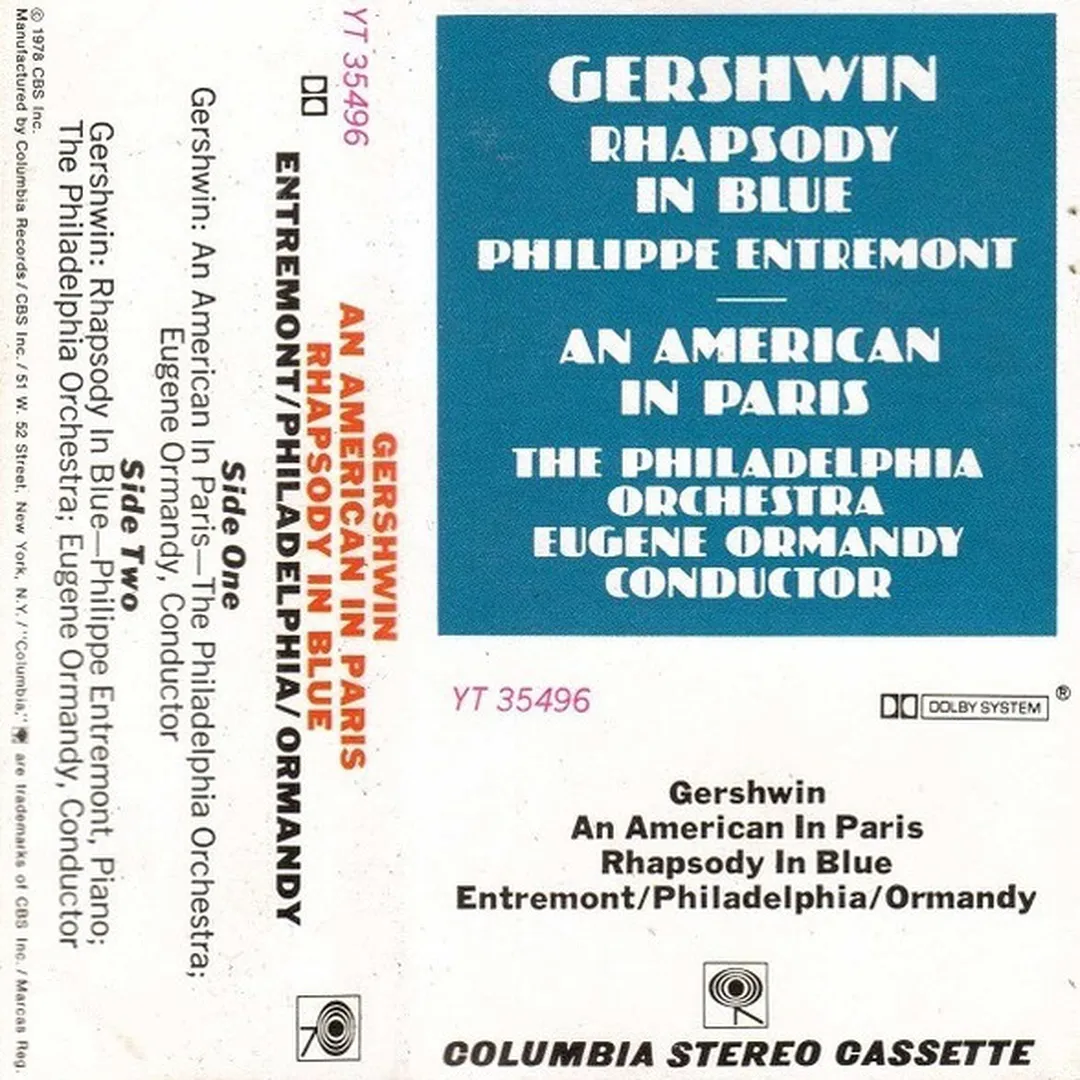 GERSHWIN
RHAPSODY
IN BLUE
PHILIPPE ENTREMONT
AN AMERICAN
IN PARIS
THE PHILADELPHIA
ORCHESTRA
EUGENE ORMANDY
CONDUCTOR
YT 35496
DOLBY SYSTEM ®
Gershwin
An American In Paris
Rhapsody In Blue
Entremont/Philadelphia/Ormandy
COLUMBIA STEREO CASSETTE
YT 35496
GERSHWIN
AN AMERICAN IN PARIS
RHAPSODY IN BLUE
ENTREMONT/PHILADELPHIA/ORMANDY
Side One
Gershwin: An American In Paris—The Philadelphia Orchestra;
Eugene Ormandy, Conductor
Side Two
Gershwin: Rhapsody In Blue—Philippe Entremont, Piano;
The Philadelphia Orchestra; Eugene Ormandy, Conductor
© 1978 CBS Inc.
Manufactured by Columbia Records / CBS Inc. / 51 W. 52 Street, New York, N.Y. / "Columbia," are trademarks of CBS Inc. / Marcas Reg.